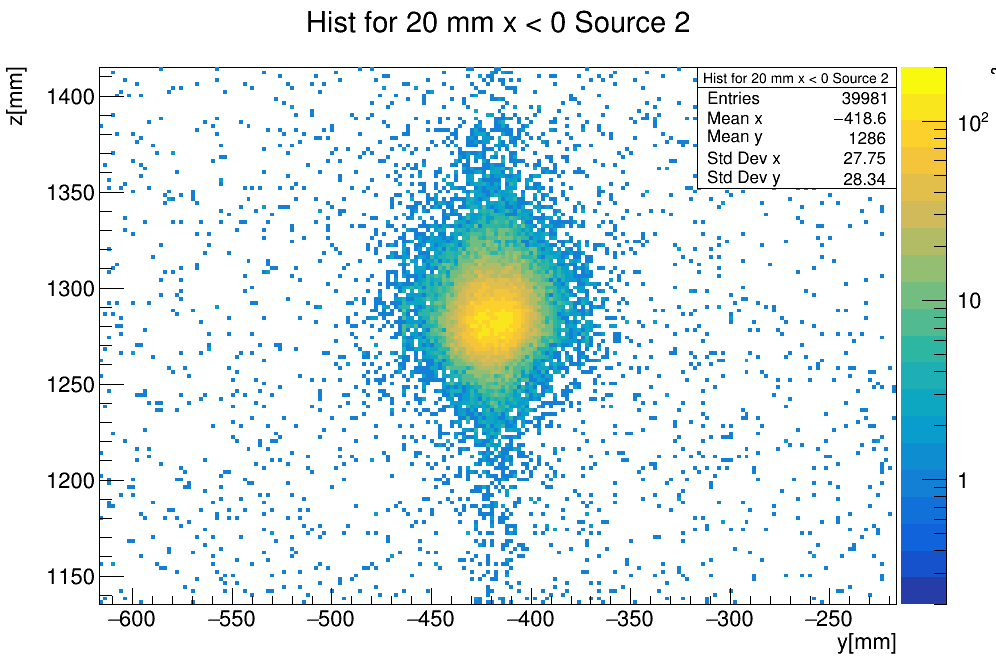 Hist for 20 mm x < 0 Source 2
z[mm]
1400
1350
1300
1250
1200
1150
−600
−550
−500
−450
−400
−350
−300
−250
y[mm]
Hist for 20 mm x < 0 Source 2
Entries 39981
Mean x −418.6
Mean y 1286
Std Dev x 27.75
Std Dev y 28.34
10²
10
1